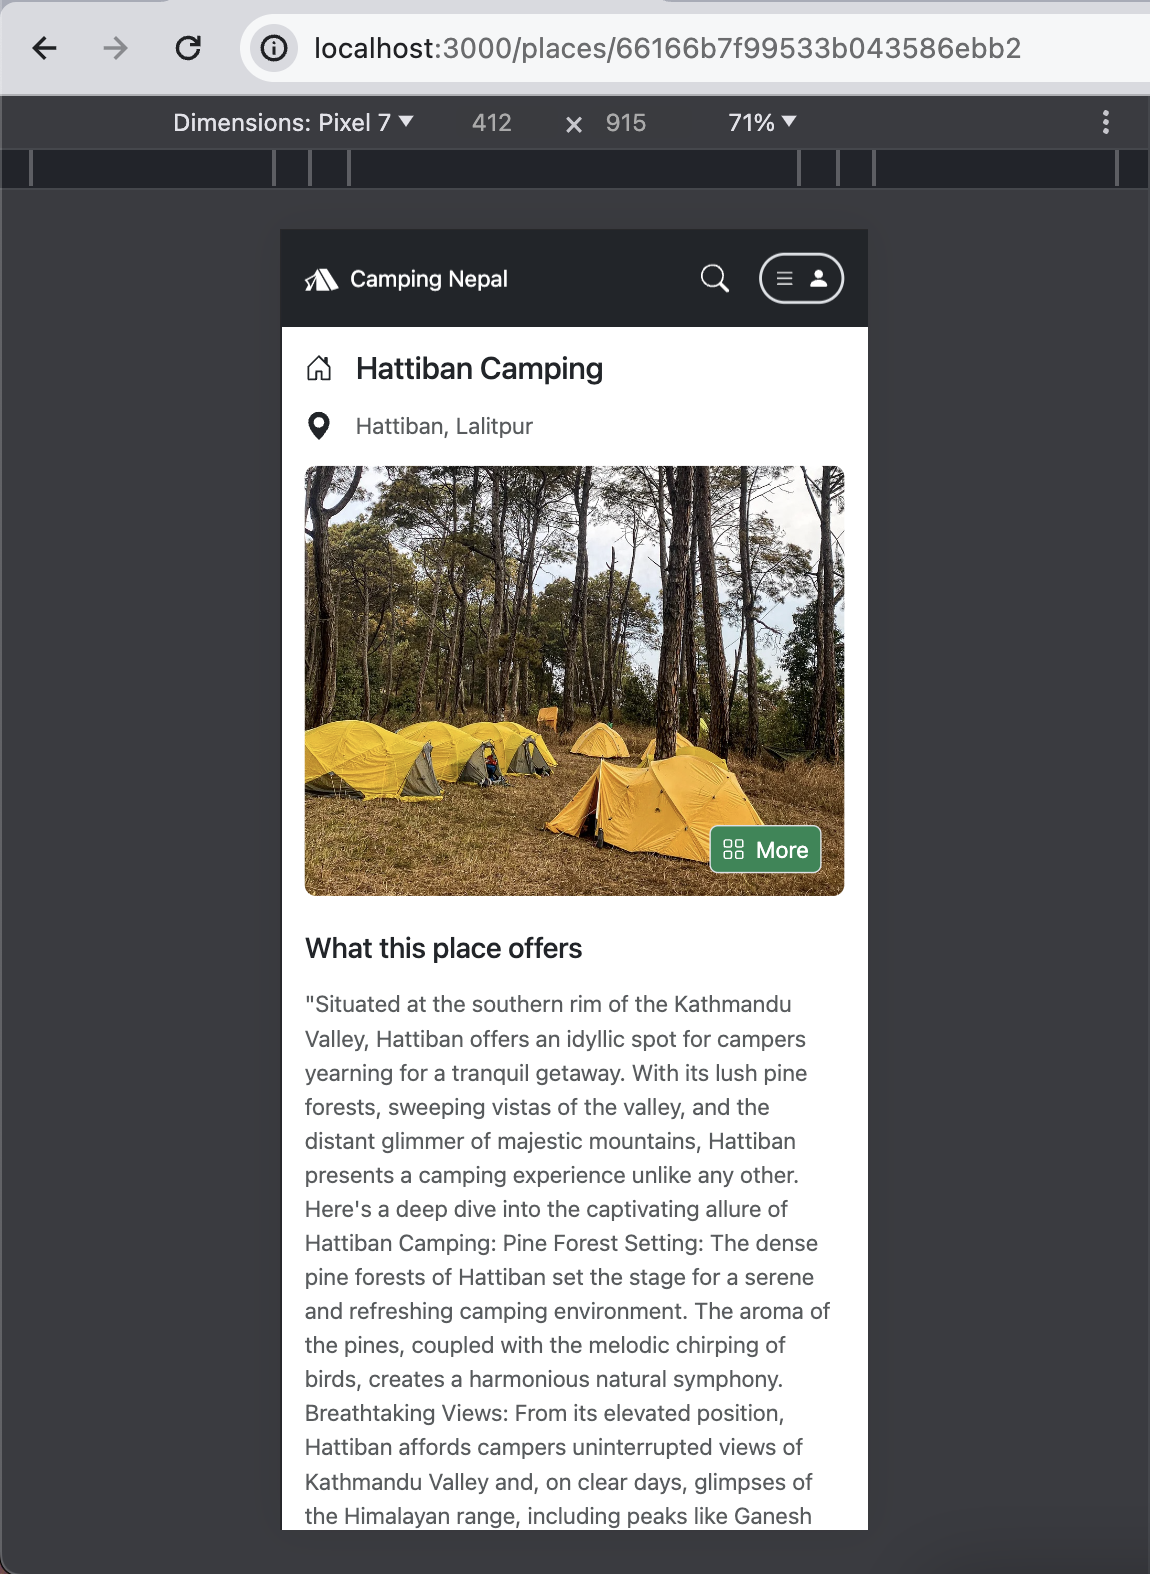 localhost:3000/places/66166b7f99533b043586ebb2
Dimensions: Pixel 7 412 × 915 71%
Camping Nepal
Hattiban Camping
Hattiban, Lalitpur
More
What this place offers
"Situated at the southern rim of the Kathmandu
Valley, Hattiban offers an idyllic spot for campers
yearning for a tranquil getaway. With its lush pine
forests, sweeping vistas of the valley, and the
distant glimmer of majestic mountains, Hattiban
presents a camping experience unlike any other.
Here's a deep dive into the captivating allure of
Hattiban Camping: Pine Forest Setting: The dense
pine forests of Hattiban set the stage for a serene
and refreshing camping environment. The aroma of
the pines, coupled with the melodic chirping of
birds, creates a harmonious natural symphony.
Breathtaking Views: From its elevated position,
Hattiban affords campers uninterrupted views of
Kathmandu Valley and, on clear days, glimpses of
the Himalayan range, including peaks like Ganesh